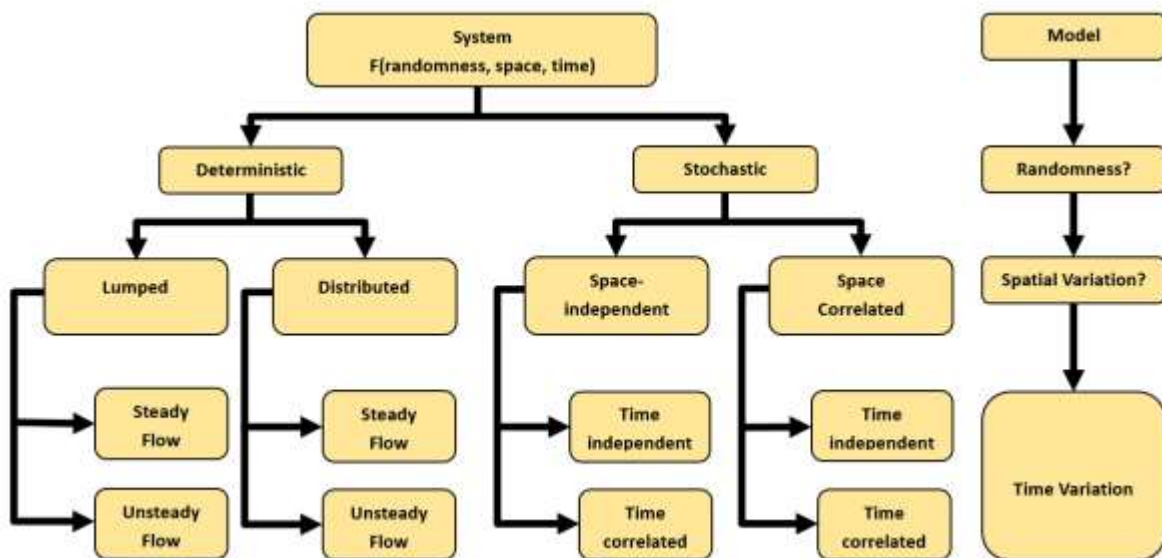 System
F(randomness, space, time)
Model
Deterministic
Stochastic
Randomness?
Lumped
Distributed
Space-
independent
Space
Correlated
Spatial Variation?
Steady
Flow
Steady
Flow
Time
independent
Time
independent
Time Variation
Unsteady
Flow
Unsteady
Flow
Time
correlated
Time
correlated